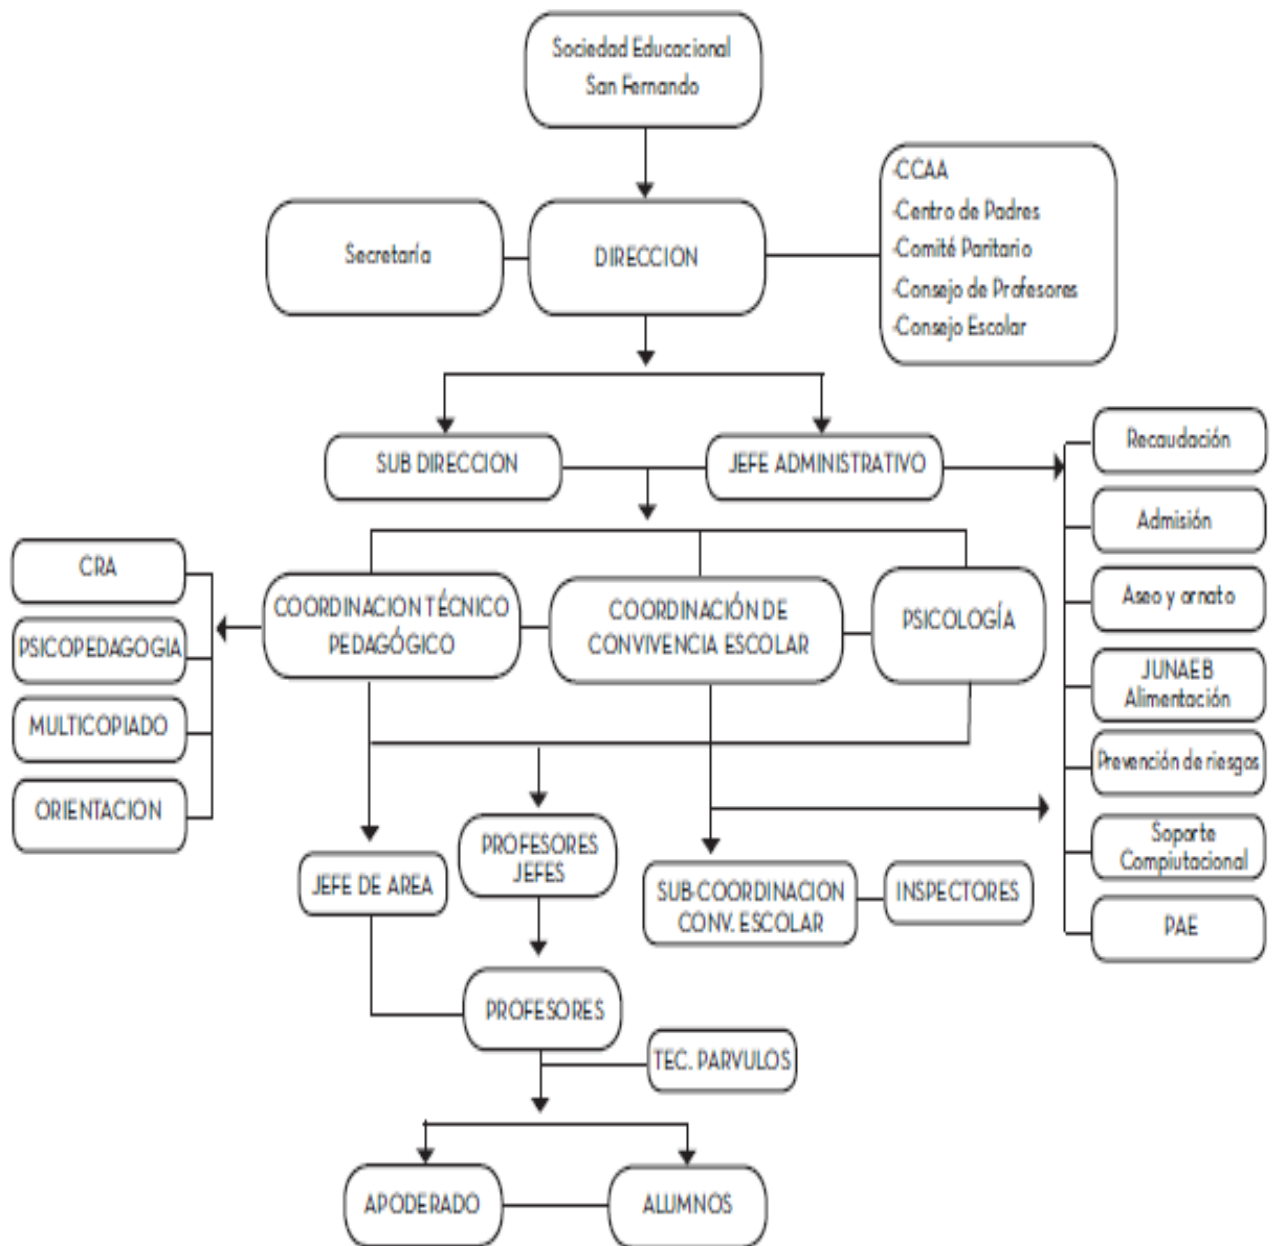 Sociedad Educacional
San Fernando
-CCAA
-Centro de Padres
-Comité Paritario
-Consejo de Profesores
-Consejo Escolar
Secretaría
DIRECCION
SUB DIRECCION
JEFE ADMINISTRATIVO
Recaudación
Admisión
Aseo y ornato
JUNAEB
Alimentación
Prevención de riesgos
Soporte
Compiutacional
PAE
CRA
PSICOPEDAGOGIA
MULTICOPIADO
ORIENTACION
COORDINACION TÉCNICO
PEDAGÓGICO
COORDINACIÓN DE
CONVIVENCIA ESCOLAR
PSICOLOGÍA
JEFE DE AREA
PROFESORES
JEFES
SUB-COORDINACION
CONV. ESCOLAR
INSPECTORES
PROFESORES
TEC. PARVULOS
APODERADO
ALUMNOS